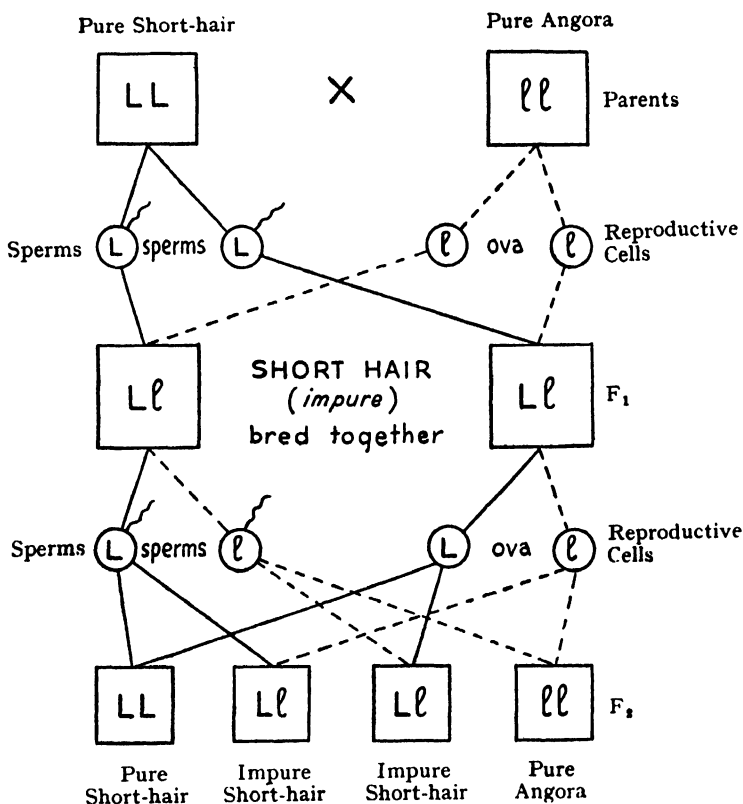 Pure Short-hair Pure Angora
LL × ℓℓ Parents
Sperms L sperms L ℓ ova ℓ Reproductive
Cells
Lℓ SHORT HAIR Lℓ F₁
(impure)
bred together
Sperms L sperms ℓ L ova ℓ Reproductive
Cells
LL Lℓ Lℓ ℓℓ F₂
Pure Impure Impure Pure
Short-hair Short-hair Short-hair Angora